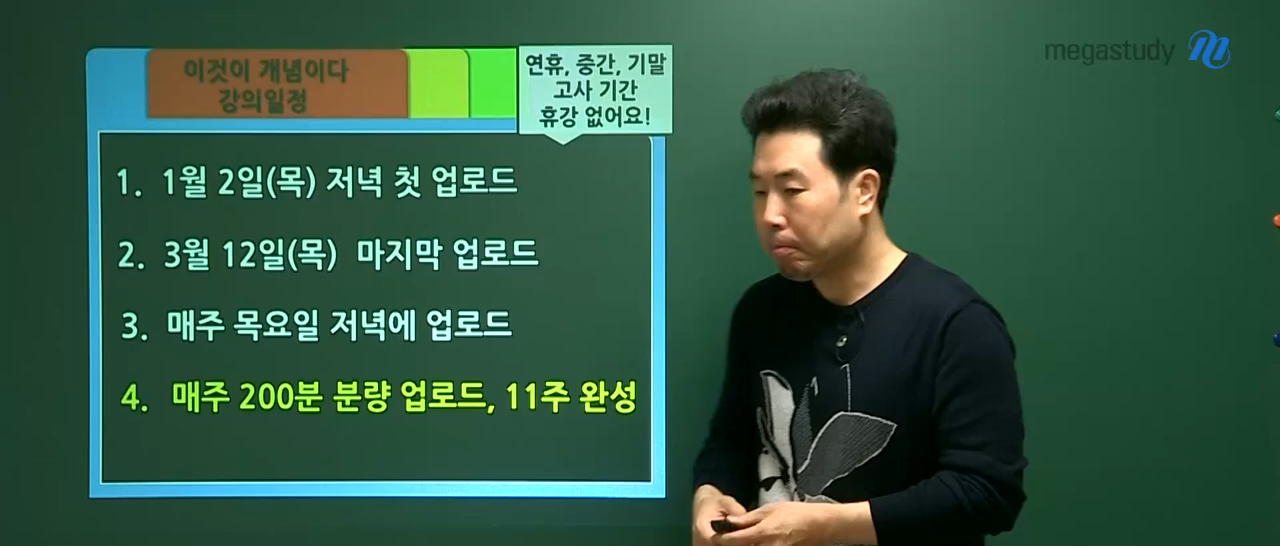 megastudy
이것이 개념이다
강의일정
연휴, 중간, 기말
고사 기간
휴강 없어요!
1. 1월 2일(목) 저녁 첫 업로드
2. 3월 12일(목) 마지막 업로드
3. 매주 목요일 저녁에 업로드
4. 매주 200분 분량 업로드, 11주 완성